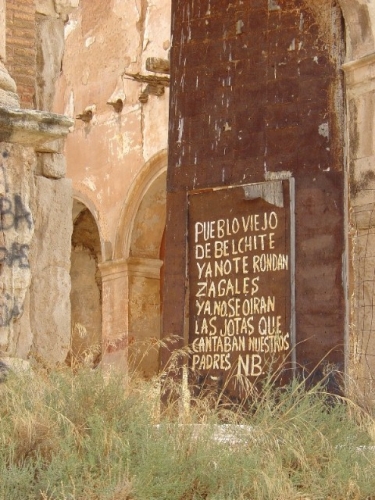 PUEBLO VIEJO
DE BELCHITE
YA NO TE RONDAN
ZAGALES
YA NO SE OIRAN
LAS JOTAS QUE
CANTABAN NUESTROS
PADRES NB.